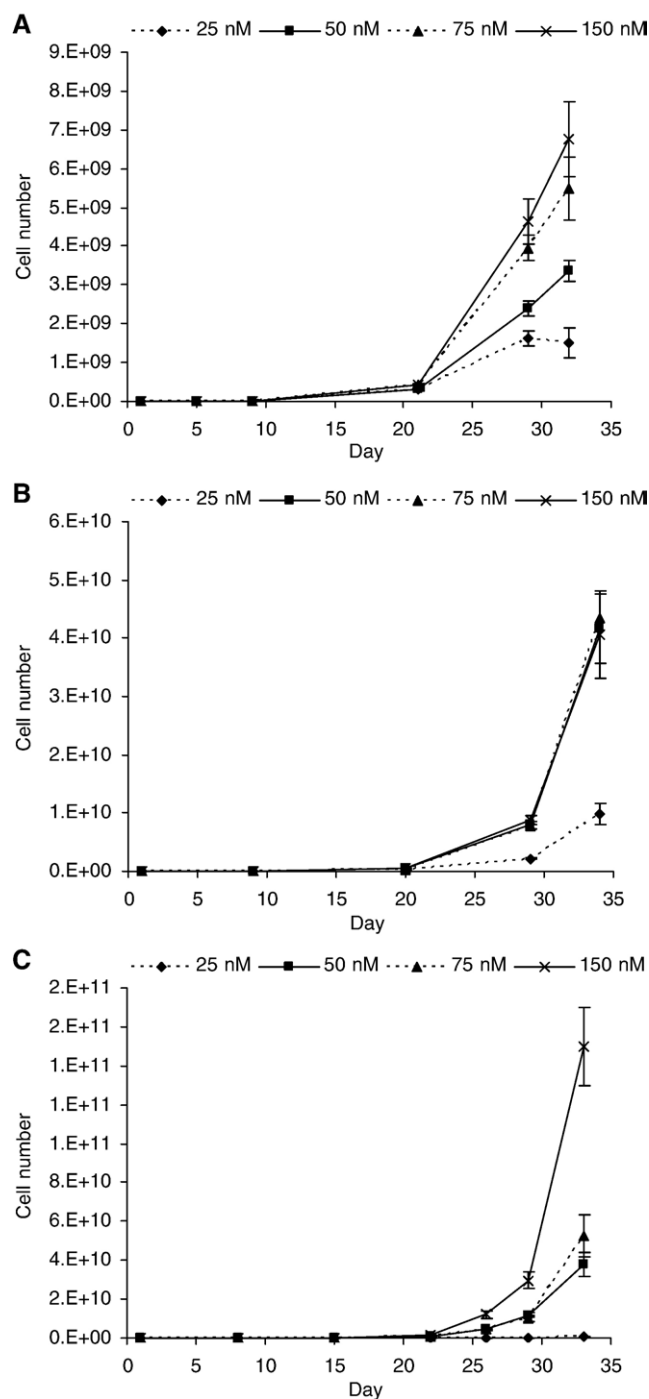 A
25 nM 50 nM 75 nM 150 nM
9.E+09
8.E+09
7.E+09
6.E+09
5.E+09
4.E+09
3.E+09
2.E+09
1.E+09
0.E+00
Cell number
0 5 10 15 20 25 30 35
Day
B
25 nM 50 nM 75 nM 150 nM
6.E+10
5.E+10
4.E+10
3.E+10
2.E+10
1.E+10
0.E+00
Cell number
0 5 10 15 20 25 30 35
Day
C
25 nM 50 nM 75 nM 150 nM
2.E+11
2.E+11
1.E+11
1.E+11
1.E+11
8.E+10
6.E+10
4.E+10
2.E+10
0.E+00
Cell number
0 5 10 15 20 25 30 35
Day